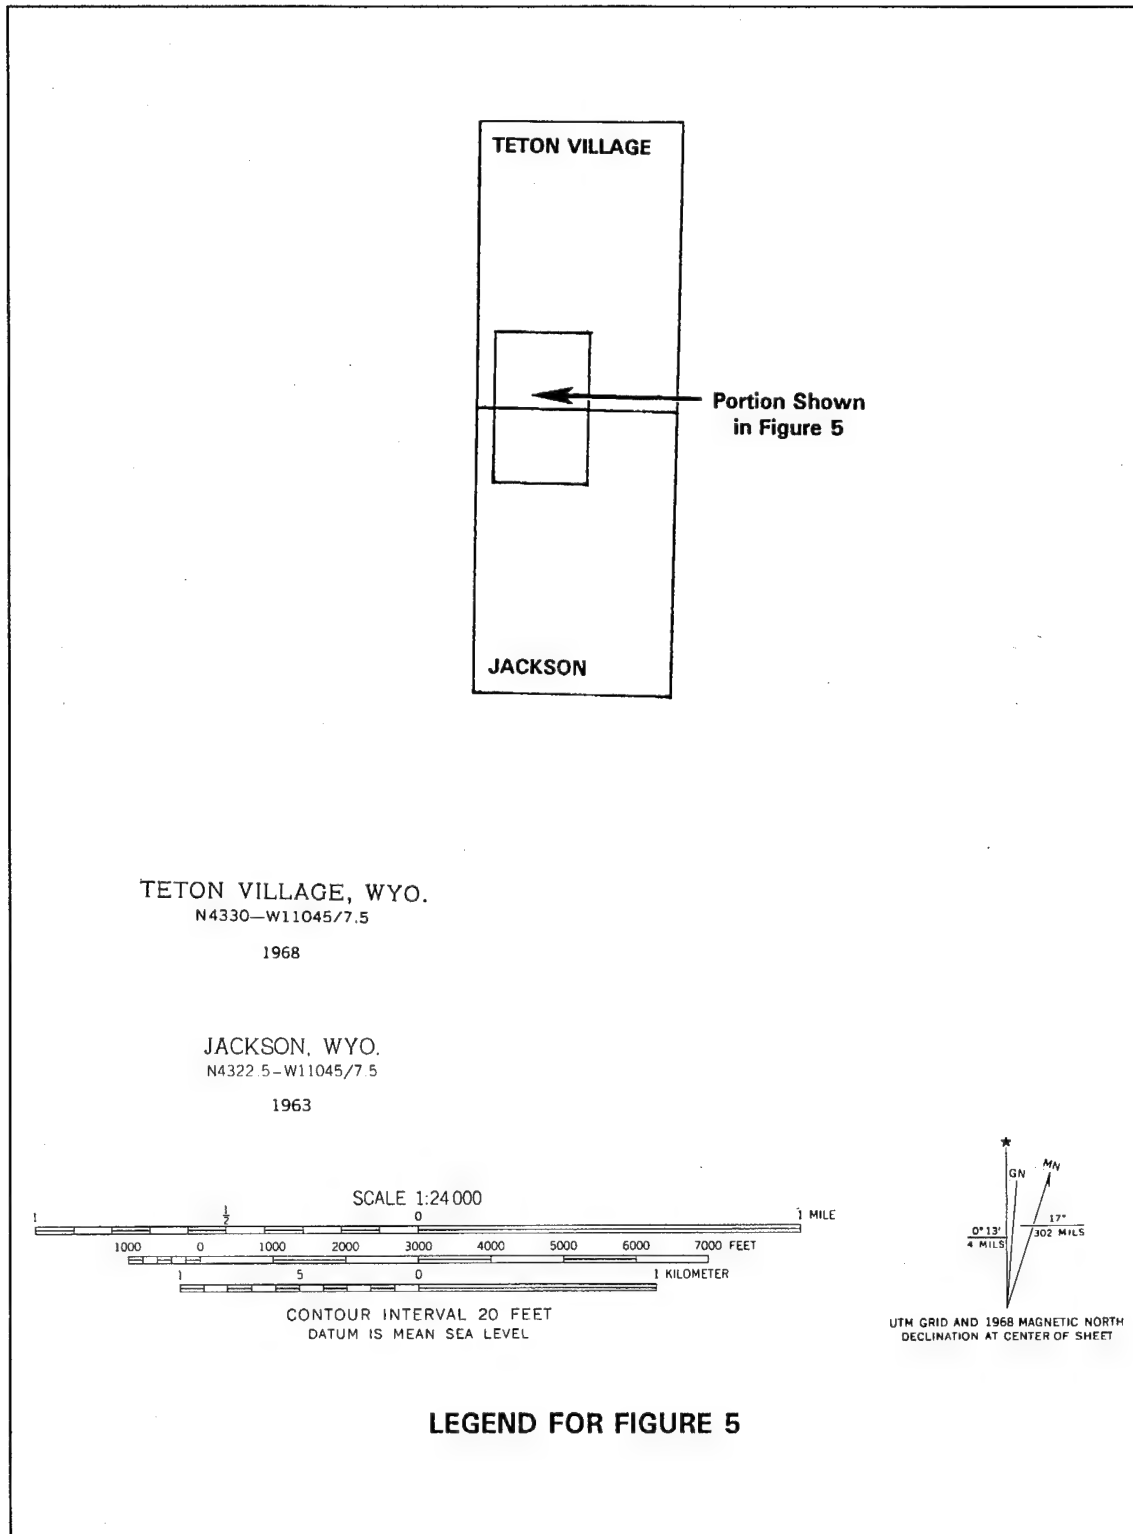 TETON VILLAGE
Portion Shown
in Figure 5
JACKSON
TETON VILLAGE, WYO.
N4330—W11045/7.5
1968
JACKSON, WYO.
N4322.5-W11045/7.5
1963
SCALE 1:24 000
1 ½ 0 1 MILE
1000 0 1000 2000 3000 4000 5000 6000 7000 FEET
1 5 0 1 KILOMETER
CONTOUR INTERVAL 20 FEET
DATUM IS MEAN SEA LEVEL
★
GN MN
0° 13'
4 MILS
17°
302 MILS
UTM GRID AND 1968 MAGNETIC NORTH
DECLINATION AT CENTER OF SHEET
LEGEND FOR FIGURE 5